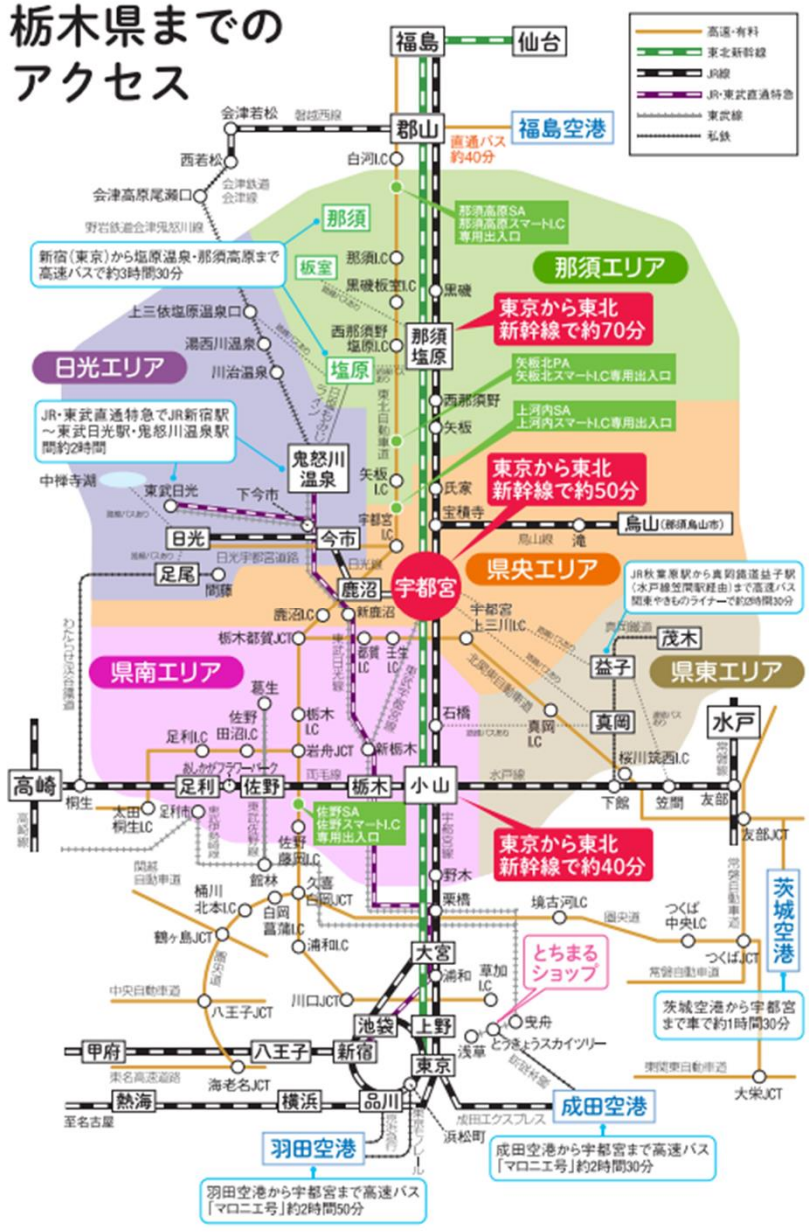 栃木県までの
アクセス
高速・有料
東北新幹線
JR線
JR・東武直通特急
東武線
私鉄
福島
仙台
会津若松
磐越西線
郡山
直通バス
約40分
福島空港
西若松
白河I.C
会津鉄道
会津線
会津高原尾瀬口
野岩鉄道会津鬼怒川線
那須高原SA
那須高原スマートI.C
専用出入口
那須
新宿(東京)から塩原温泉・那須高原まで
高速バスで約3時間30分
那須I.C
板室
那須エリア
黒磯板室I.C
黒磯
上三依塩原温泉口
東京から東北
新幹線で約70分
西那須野
塩原I.C
那須
塩原
湯西川温泉
日光エリア
川治温泉
塩原
矢板北PA
矢板北スマートI.C専用出入口
東北自動車道
西那須野
上河内SA
上河内スマートI.C専用出入口
JR・東武直通特急でJR新宿駅
～東武日光駅・鬼怒川温泉駅
間約2時間
矢板
鬼怒川
温泉
東京から東北
新幹線で約50分
中禅寺湖
矢板
I.C
氏家
東武日光
下今市
宇都宮
I.C
宝積寺
烏山(那須烏山市)
烏山線
滝
日光
今市
日光宇都宮道路
日光線
足尾
間藤
鹿沼
宇都宮
県央エリア
JR秋葉原駅から真岡鐵道益子駅
(水戸線笠間駅経由)まで高速バス
関東やきものライナーで約2時間30分
鹿沼I.C
新鹿沼
宇都宮
上三川I.C
真岡鐵道
茂木
わたらせ渓谷鐵道
栃木都賀JCT
都賀
I.C
壬生
I.C
東武日光線
東武宇都宮線
北関東自動車道
益子
県南エリア
県東エリア
葛生
佐野
田沼I.C
栃木
I.C
石橋
真岡
I.C
真岡
水戸
足利I.C
岩舟JCT
新栃木
桜川筑西I.C
常磐線
あしかがフラワーパーク
両毛線
水戸線
高崎
桐生
足利
佐野
栃木
小山
下館
笠間
友部
太田
桐生I.C
足利市
東武伊勢崎線
東武佐野線
佐野SA
佐野スマートI.C
専用出入口
友部JCT
東京から東北
新幹線で約40分
佐野
藤岡I.C
関越
自動車道
館林
野木
常磐自動車道
茨城空港
桶川
北本I.C
久喜
白岡JCT
栗橋
白岡
菖蒲I.C
境古河I.C
圏央道
つくば
中央I.C
鶴ヶ島JCT
浦和I.C
大宮
とちまる
ショップ
つくばJCT
圏央道
浦和
草加
I.C
常磐自動車道
中央自動車道
八王子JCT
川口JCT
茨城空港から宇都宮
まで車で約1時間30分
池袋
上野
曳舟
浅草
とうきょうスカイツリー
甲府
八王子
新宿
東京
東名高速道路
海老名JCT
東関東自動車道
大栄JCT
熱海
横浜
品川
至名古屋
成田エクスプレス
成田空港
浜松町
羽田空港
成田空港から宇都宮まで高速バス
「マロニエ号」約2時間30分
羽田空港から宇都宮まで高速バス
「マロニエ号」約2時間50分